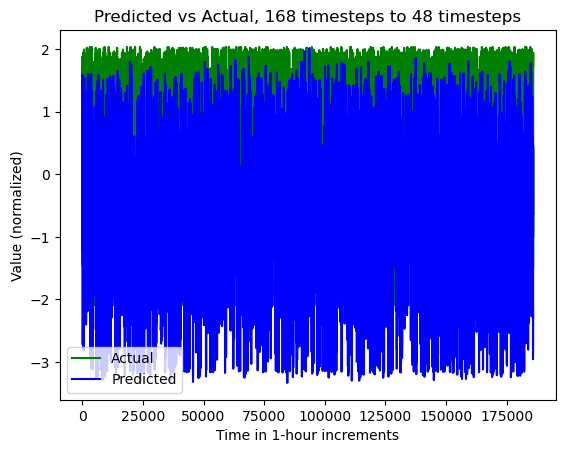 Predicted vs Actual, 168 timesteps to 48 timesteps
Value (normalized)
2
1
0
−1
−2
−3
Actual
Predicted
0 25000 50000 75000 100000 125000 150000 175000
Time in 1-hour increments